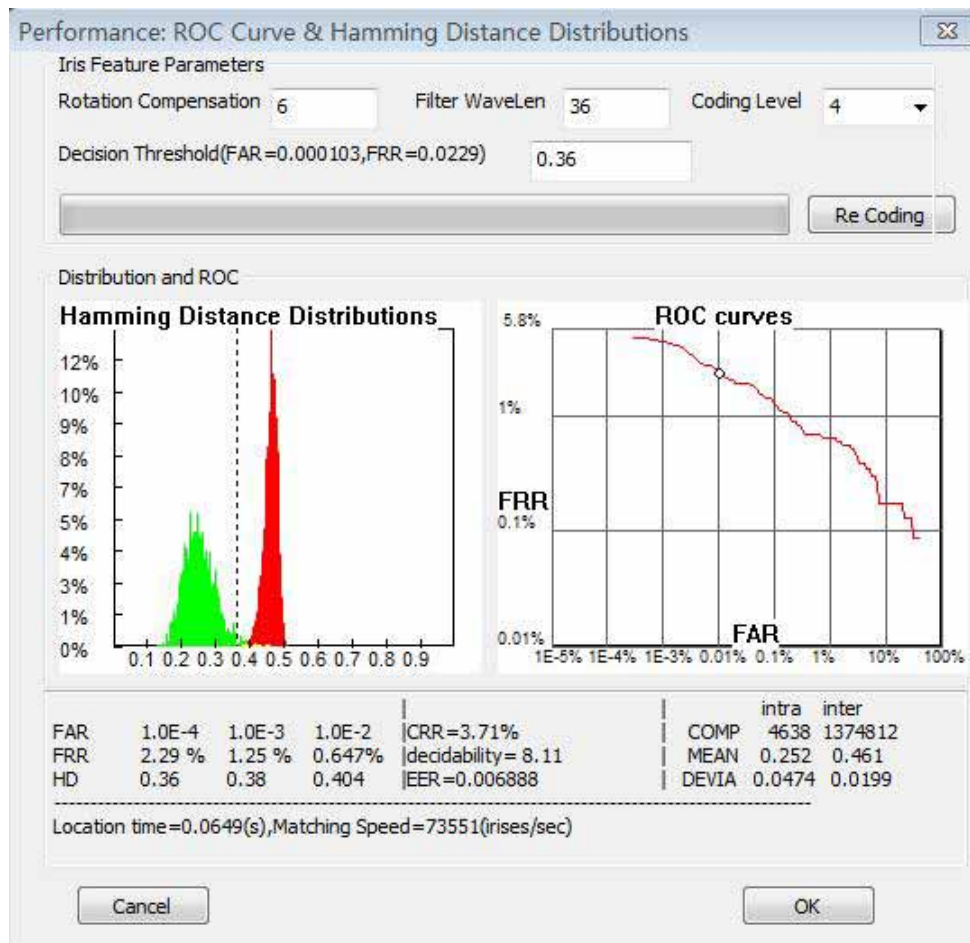 Performance: ROC Curve & Hamming Distance Distributions
Iris Feature Parameters
Rotation Compensation 6 Filter WaveLen 36 Coding Level 4
Decision Threshold(FAR=0.000103,FRR=0.0229) 0.36
Re Coding
Distribution and ROC
Hamming Distance Distributions
12%
10%
9%
8%
7%
5%
4%
3%
1%
0%
0.1 0.2 0.3 0.4 0.5 0.6 0.7 0.8 0.9
ROC curves
5.8%
1%
FRR
0.1%
0.01%
FAR
1E-5% 1E-4% 1E-3% 0.01% 0.1% 1% 10% 100%
| | intra inter
FAR 1.0E-4 1.0E-3 1.0E-2 |CRR=3.71% | COMP 4638 1374812
FRR 2.29 % 1.25 % 0.647% |decidability= 8.11 | MEAN 0.252 0.461
HD 0.36 0.38 0.404 |EER=0.006888 | DEVIA 0.0474 0.0199
Location time=0.0649(s),Matching Speed=73551(irises/sec)
Cancel OK